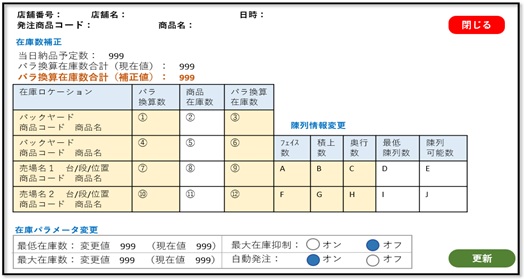 店舗番号：　店舗名：　日時：
発注商品コード：　商品名：
閉じる
在庫数補正
当日納品予定数：　999
バラ換算在庫数合計（現在値）：　999
バラ換算在庫数合計（補正値）：　999
在庫ロケーション　バラ換算数　商品在庫数　バラ換算在庫数
バックヤード
商品コード　商品名　①　②　③
陳列情報変更
バックヤード
商品コード　商品名　④　⑤　⑥　ﾌｪｲｽ数　積上数　奥行数　最低陳列数　陳列可能数
売場名１　台/段/位置
商品コード　商品名　⑦　⑧　⑨　A　B　C　D　E
売場名２　台/段/位置
商品コード　商品名　⑩　⑪　⑫　F　G　H　I　J
在庫パラメータ変更
最低在庫数：変更値　999　（現在値　999　）　最大在庫抑制：　オン　オフ
最大在庫数：変更値　999　（現在値　999　）　自動発注：　オン　オフ
更新